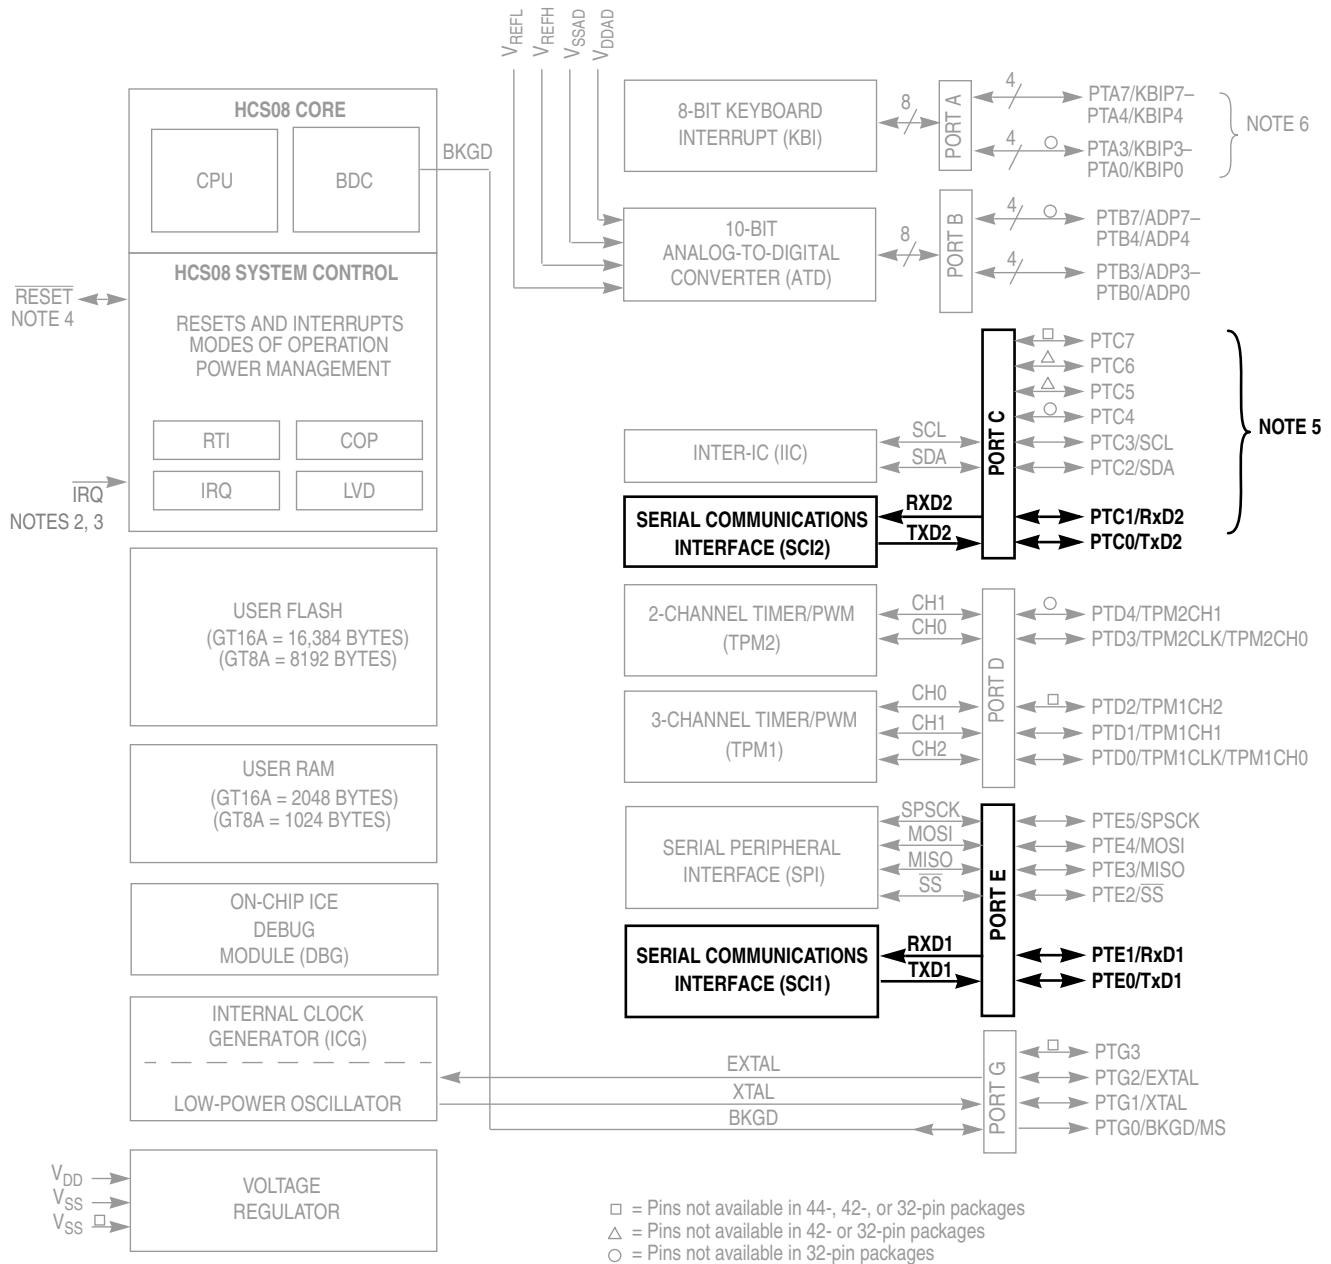 VREFL
VREFH
VSSAD
VDDAD
HCS08 CORE
CPU
BDC
BKGD
HCS08 SYSTEM CONTROL
RESET
NOTE 4
RESETS AND INTERRUPTS
MODES OF OPERATION
POWER MANAGEMENT
RTI
COP
IRQ
LVD
IRQ
NOTES 2, 3
USER FLASH
(GT16A = 16,384 BYTES)
(GT8A = 8192 BYTES)
USER RAM
(GT16A = 2048 BYTES)
(GT8A = 1024 BYTES)
ON-CHIP ICE
DEBUG
MODULE (DBG)
INTERNAL CLOCK
GENERATOR (ICG)
LOW-POWER OSCILLATOR
VDD
VSS
VSS □
VOLTAGE
REGULATOR
8-BIT KEYBOARD
INTERRUPT (KBI)
8
PORT A
4
PTA7/KBIP7–
PTA4/KBIP4
4
PTA3/KBIP3–
PTA0/KBIP0
NOTE 6
10-BIT
ANALOG-TO-DIGITAL
CONVERTER (ATD)
8
PORT B
4
PTB7/ADP7–
PTB4/ADP4
4
PTB3/ADP3–
PTB0/ADP0
INTER-IC (IIC)
SCL
SDA
SERIAL COMMUNICATIONS
INTERFACE (SCI2)
RXD2
TXD2
PORT C
PTC7
PTC6
PTC5
PTC4
PTC3/SCL
PTC2/SDA
PTC1/RxD2
PTC0/TxD2
NOTE 5
2-CHANNEL TIMER/PWM
(TPM2)
CH1
CH0
3-CHANNEL TIMER/PWM
(TPM1)
CH0
CH1
CH2
PORT D
PTD4/TPM2CH1
PTD3/TPM2CLK/TPM2CH0
PTD2/TPM1CH2
PTD1/TPM1CH1
PTD0/TPM1CLK/TPM1CH0
SERIAL PERIPHERAL
INTERFACE (SPI)
SPSCK
MOSI
MISO
SS
SERIAL COMMUNICATIONS
INTERFACE (SCI1)
RXD1
TXD1
PORT E
PTE5/SPSCK
PTE4/MOSI
PTE3/MISO
PTE2/SS
PTE1/RxD1
PTE0/TxD1
EXTAL
XTAL
BKGD
PORT G
PTG3
PTG2/EXTAL
PTG1/XTAL
PTG0/BKGD/MS
□ = Pins not available in 44-, 42-, or 32-pin packages
△ = Pins not available in 42- or 32-pin packages
○ = Pins not available in 32-pin packages